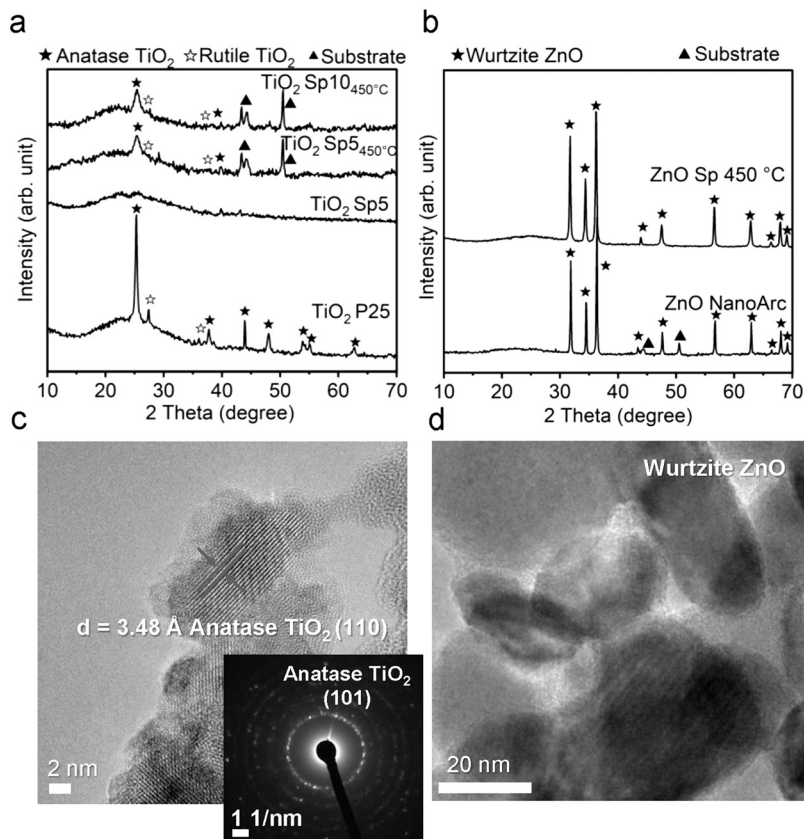 a
★ Anatase TiO₂ ☆ Rutile TiO₂ ▲ Substrate
TiO₂ Sp10₄₅₀°C
TiO₂ Sp5₄₅₀°C
TiO₂ Sp5
TiO₂ P25
Intensity (arb. unit)
10 20 30 40 50 60 70
2 Theta (degree)
b
★ Wurtzite ZnO ▲ Substrate
ZnO Sp 450 °C
ZnO NanoArc
Intensity (arb. unit)
10 20 30 40 50 60 70
2 Theta (degree)
c
d = 3.48 Å Anatase TiO₂ (110)
2 nm
Anatase TiO₂
(101)
1 1/nm
d
Wurtzite ZnO
20 nm